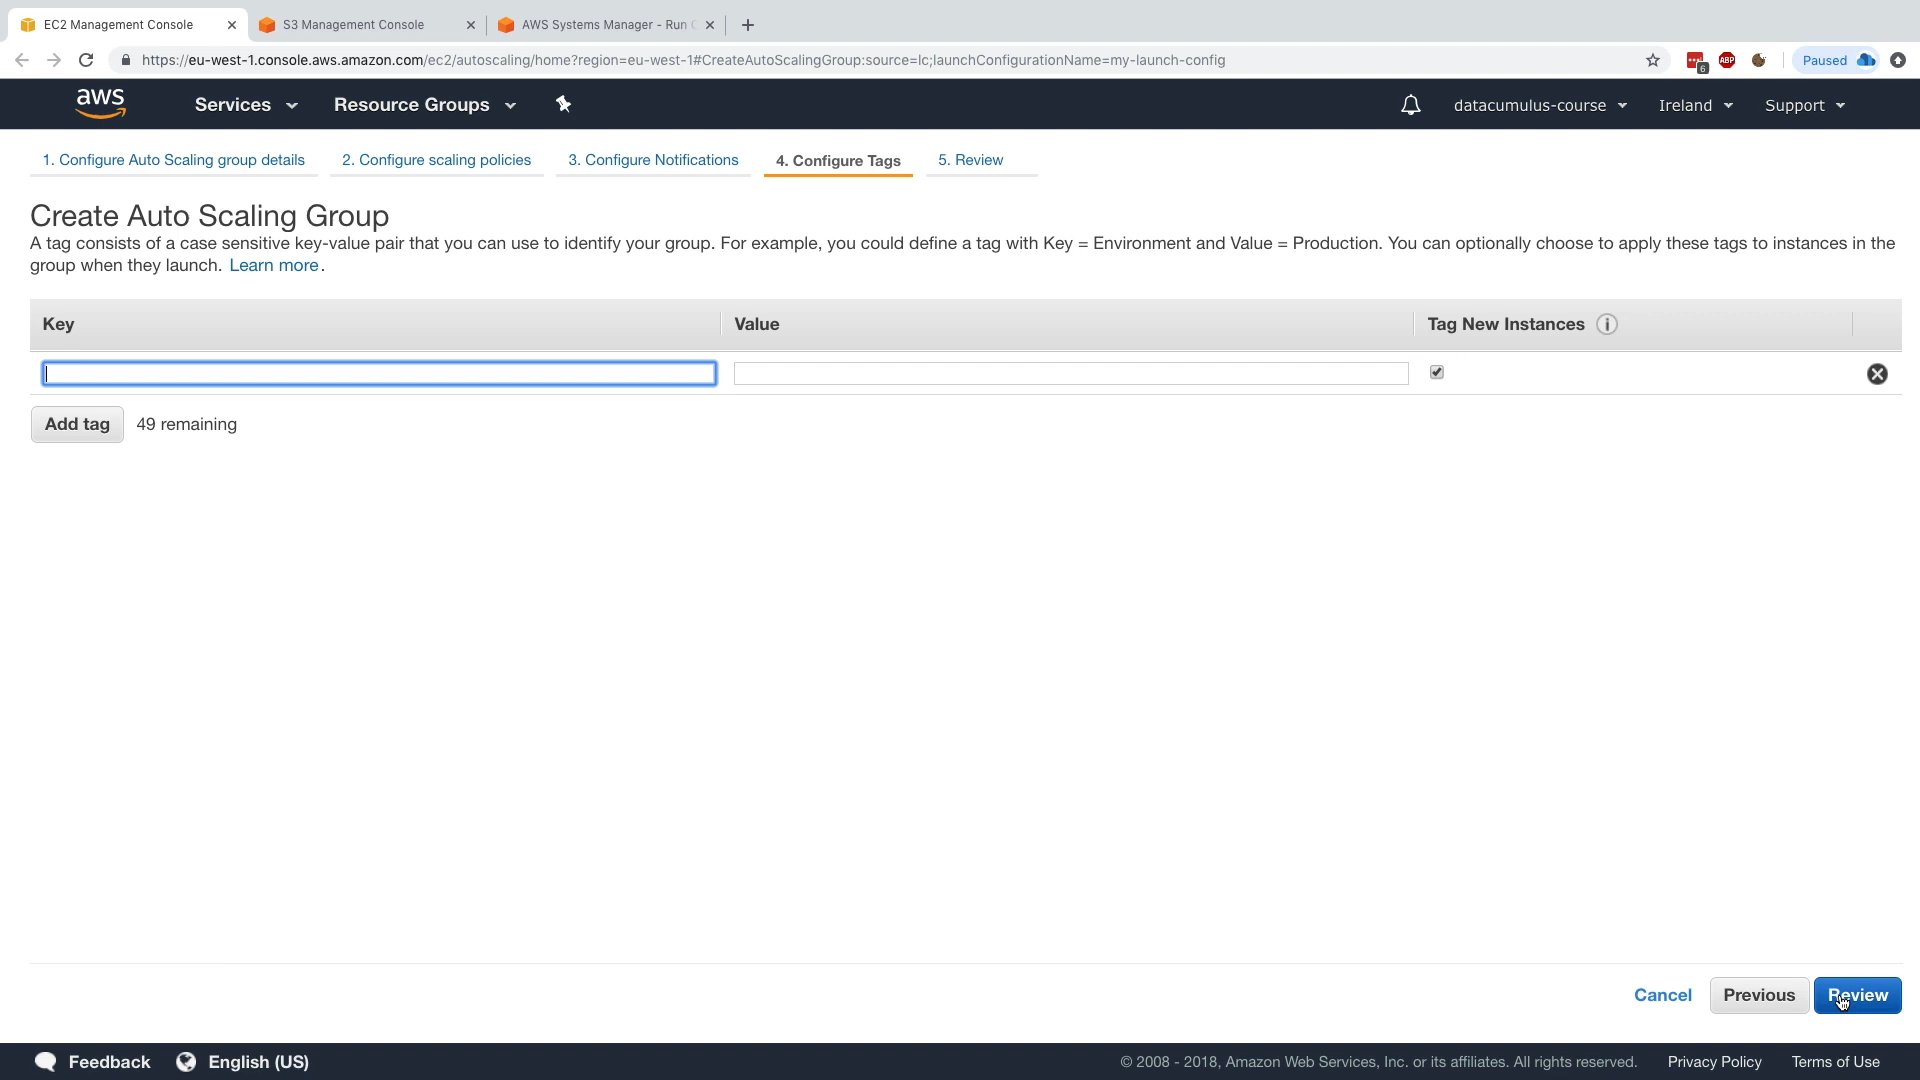 EC2 Management Console
S3 Management Console
AWS Systems Manager - Run
https://eu-west-1.console.aws.amazon.com/ec2/autoscaling/home?region=eu-west-1#CreateAutoScalingGroup:source=lc;launchConfigurationName=my-launch-config
6
ABP
Paused
aws
Services
Resource Groups
datacumulus-course
Ireland
Support
1. Configure Auto Scaling group details
2. Configure scaling policies
3. Configure Notifications
4. Configure Tags
5. Review
Create Auto Scaling Group
A tag consists of a case sensitive key-value pair that you can use to identify your group. For example, you could define a tag with Key = Environment and Value = Production. You can optionally choose to apply these tags to instances in the
group when they launch. Learn more.
Key
Value
Tag New Instances
Add tag
49 remaining
Cancel
Previous
Review
Feedback
English (US)
© 2008 - 2018, Amazon Web Services, Inc. or its affiliates. All rights reserved.
Privacy Policy
Terms of Use